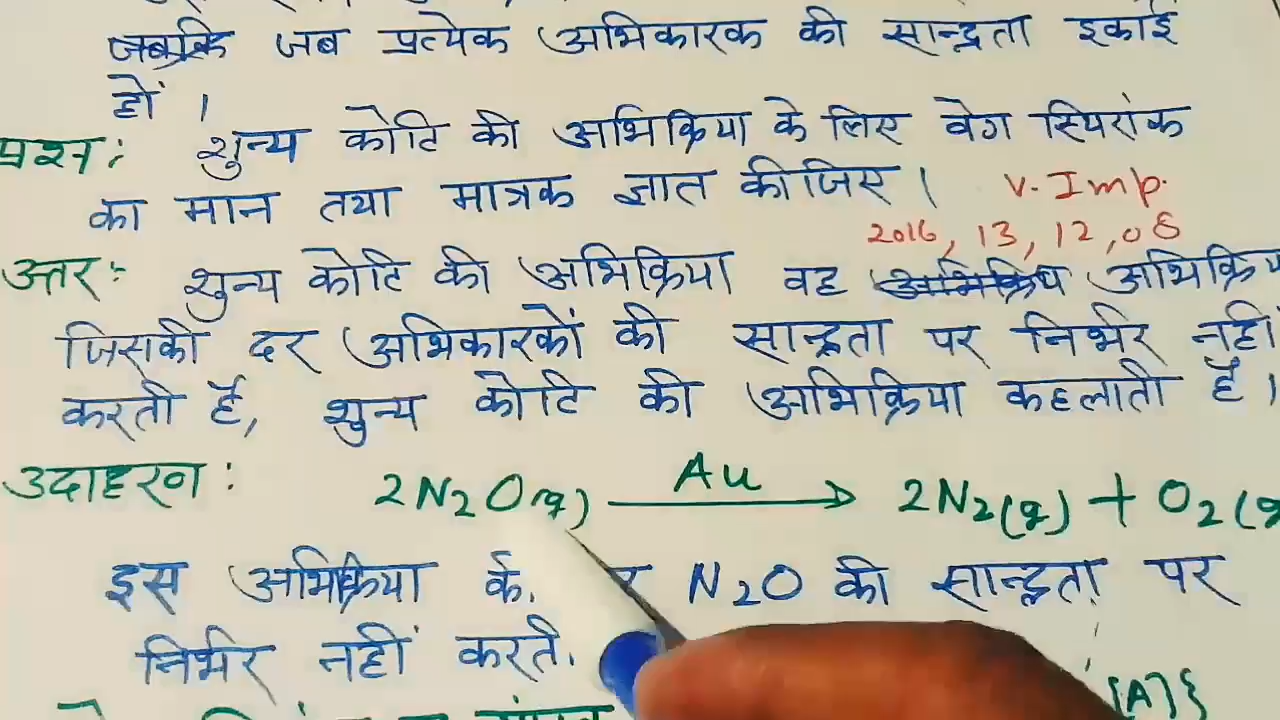 जबकि जब प्रत्येक अभिकारक की सान्द्रता इकाई
हों ।
प्रश्न: शुन्य कोटि की अभिक्रिया के लिए वेग स्थिरांक
का मान तथा मात्रक ज्ञात कीजिए । V. Imp.
2016, 13, 12, 08
उत्तर:- शुन्य कोटि की अभिक्रिया वह अभिक्रिय अभिक्रिया
जिसकी दर अभिकारकों की सान्द्रता पर निर्भर नहीं
करती है, शुन्य कोटि की अभिक्रिया कहलाती है ।
उदाहरण: 2N2O(g) Au → 2N2(g) + O2(g
इस अभिक्रिया N2O की सान्द्रता पर
निर्भर नहीं करते.
{A]}